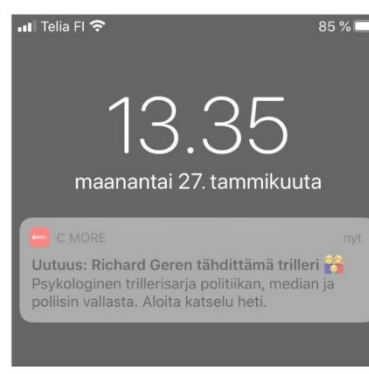 Telia FI 85 %
13.35
maanantai 27. tammikuuta
C MORE nyt
Uutuus: Richard Geren tähdittämä trilleri
Psykologinen trillerisarja politiikan, median ja
poliisin vallasta. Aloita katselu heti.